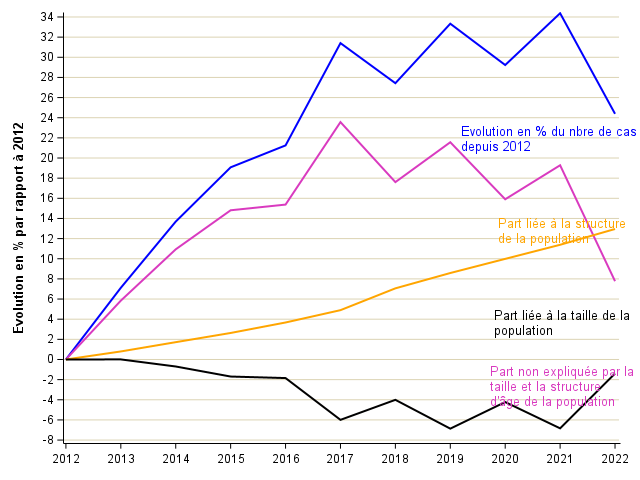 34
32
30
28
26
24
22
20
18
16
14
12
10
8
6
4
2
0
-2
-4
-6
-8
Evolution en % par rapport à 2012
Evolution en % du nbre de cas
depuis 2012
Part liée à la structure
de la population
Part liée à la taille de la
population
Part non expliquée par la
taille et la structure
d'âge de la population
2012 2013 2014 2015 2016 2017 2018 2019 2020 2021 2022